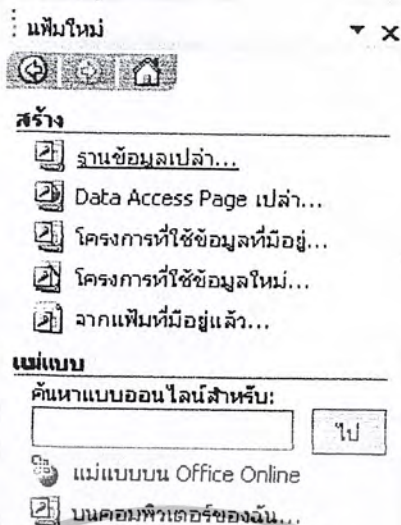 แฟ้มใหม่
สร้าง
ฐานข้อมูลเปล่า...
Data Access Page เปล่า...
โครงการที่ใช้ข้อมูลที่มีอยู่...
โครงการที่ใช้ข้อมูลใหม่...
จากแฟ้มที่มีอยู่แล้ว...
แม่แบบ
ค้นหาแบบออนไลน์สำหรับ:
ไป
แม่แบบบน Office Online
บนคอมพิวเตอร์ของฉัน...